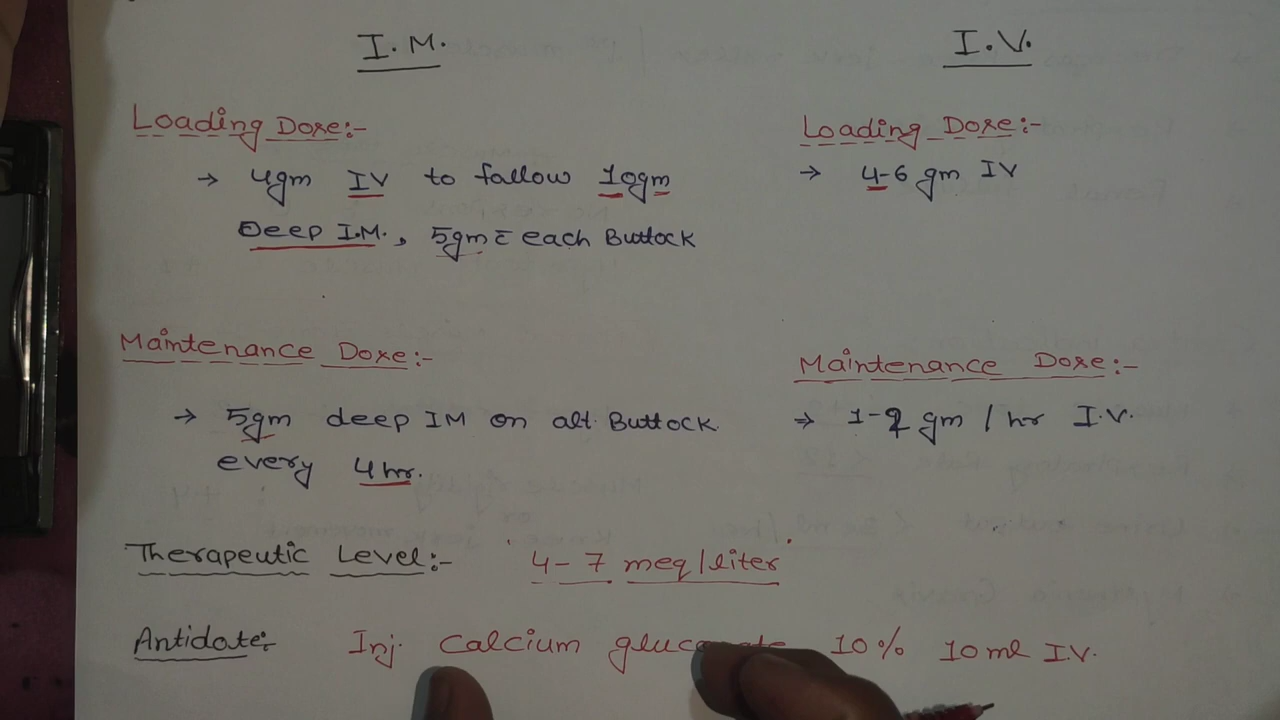 I.M.
Loading Dose:-
→ 4gm IV to fallow 10gm
Deep I.M., 5gm c̄ each Buttock
Maintenance Dose:-
→ 5gm deep IM on alt. Buttock
every 4 hr.
I.V.
Loading Dose:-
→ 4-6 gm IV
Maintenance Dose:-
→ 1-2 gm / hr I.V.
Therapeutic Level:- '4-7 meq/liter'
Antidote:- Inj. Calcium 10% 10 ml I.V.